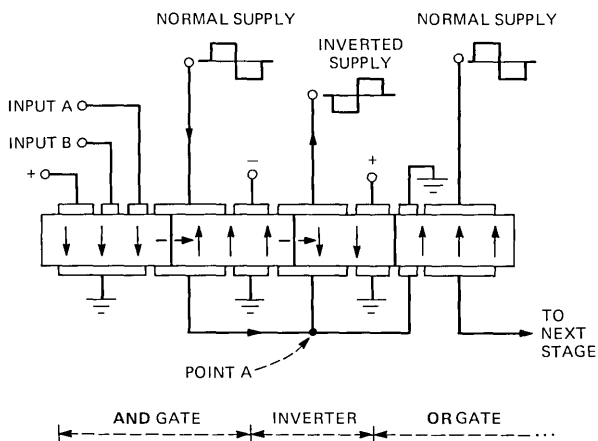 NORMAL SUPPLY
NORMAL SUPPLY
INVERTED
SUPPLY
INPUT A
INPUT B
+
−
+
POINT A
TO
NEXT
STAGE
AND GATE
INVERTER
OR GATE ...